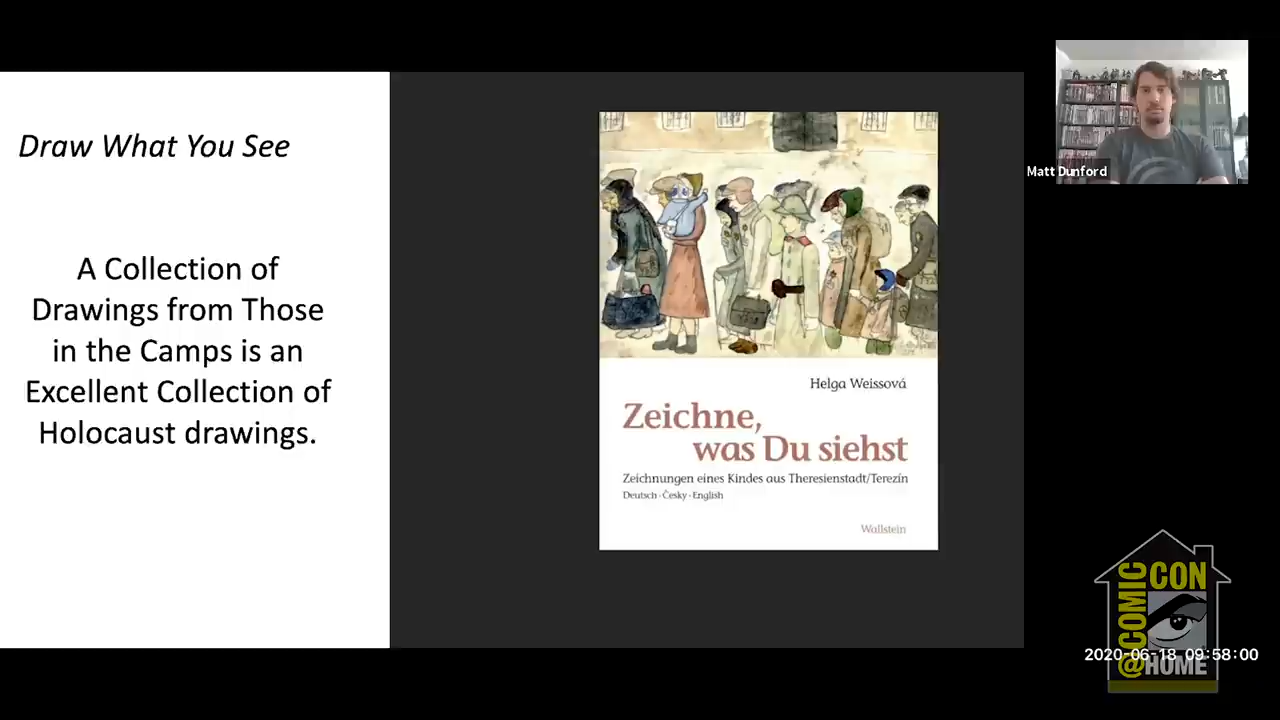 Draw What You See
A Collection of
Drawings from Those
in the Camps is an
Excellent Collection of
Holocaust drawings.
Helga Weissová
Zeichne,
was Du siehst
Zeichnungen eines Kindes aus Theresienstadt/Terezín
Deutsch · Česky · English
Wallstein
Matt Dunford
@COMIC
CON
HOME
2020-06-18 09:58:00